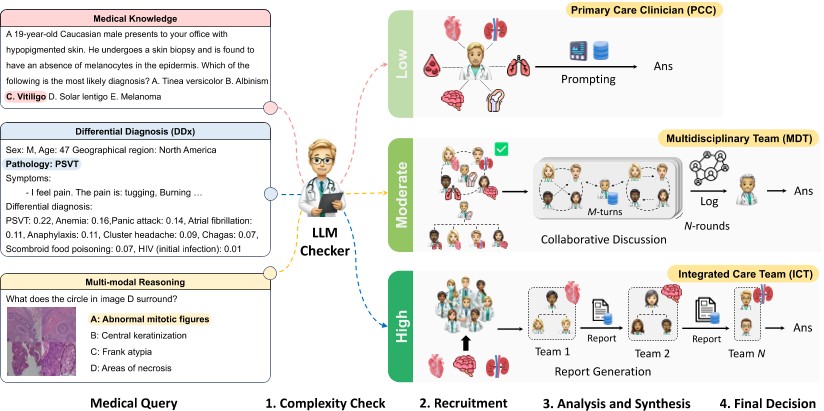 Medical Knowledge
A 19-year-old Caucasian male presents to your office with
hypopigmented skin. He undergoes a skin biopsy and is found to
have an absence of melanocytes in the epidermis. Which of the
following is the most likely diagnosis? A. Tinea versicolor B. Albinism
C. Vitiligo D. Solar lentigo E. Melanoma
Differential Diagnosis (DDx)
Sex: M, Age: 47 Geographical region: North America
Pathology: PSVT
Symptoms:
- I feel pain. The pain is: tugging, Burning ...
Differential diagnosis:
PSVT: 0.22, Anemia: 0.16,Panic attack: 0.14, Atrial fibrillation:
0.11, Anaphylaxis: 0.11, Cluster headache: 0.09, Chagas: 0.07,
Scombroid food poisoning: 0.07, HIV (initial infection): 0.01
Multi-modal Reasoning
What does the circle in image D surround?
A: Abnormal mitotic figures
B: Central keratinization
C: Frank atypia
D: Areas of necrosis
Medical Query
LLM
Checker
1. Complexity Check
Low
Primary Care Clinician (PCC)
Prompting
Ans
Moderate
Multidisciplinary Team (MDT)
M-turns
Collaborative Discussion
Log
N-rounds
Ans
High
Integrated Care Team (ICT)
Team 1
Report
Team 2
Report
Team N
Ans
Report Generation
2. Recruitment
3. Analysis and Synthesis
4. Final Decision